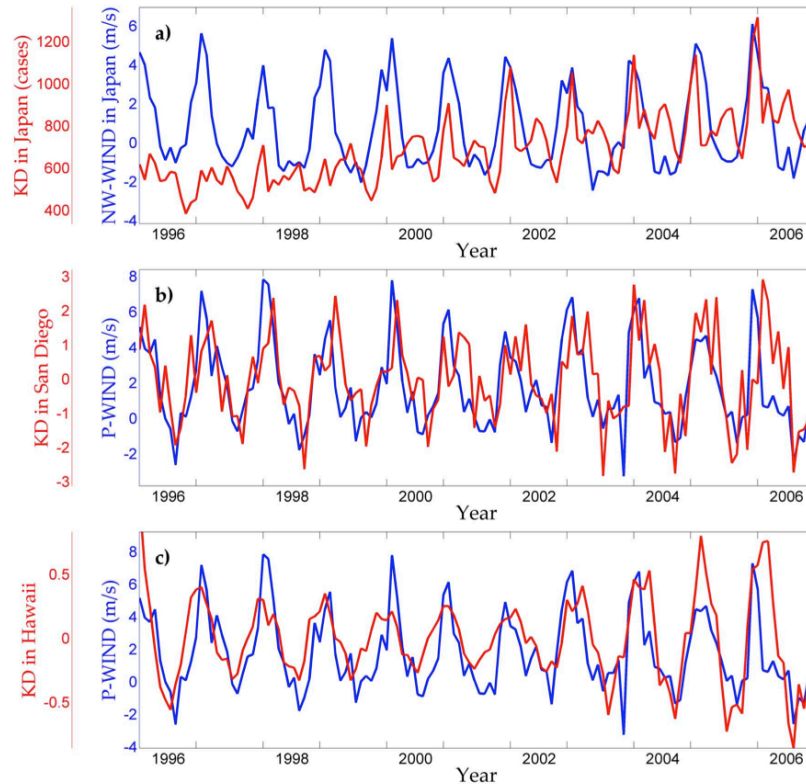 a)
KD in Japan (cases)
1200
1000
800
600
400
NW-WIND in Japan (m/s)
6
4
2
0
-2
-4
1996 1998 2000 2002 2004 2006
Year
b)
KD in San Diego
3
2
1
0
-1
-2
-3
P-WIND (m/s)
8
6
4
2
0
-2
1996 1998 2000 2002 2004 2006
Year
c)
KD in Hawaii
0.5
0
-0.5
P-WIND (m/s)
8
6
4
2
0
-2
-4
1996 1998 2000 2002 2004 2006
Year